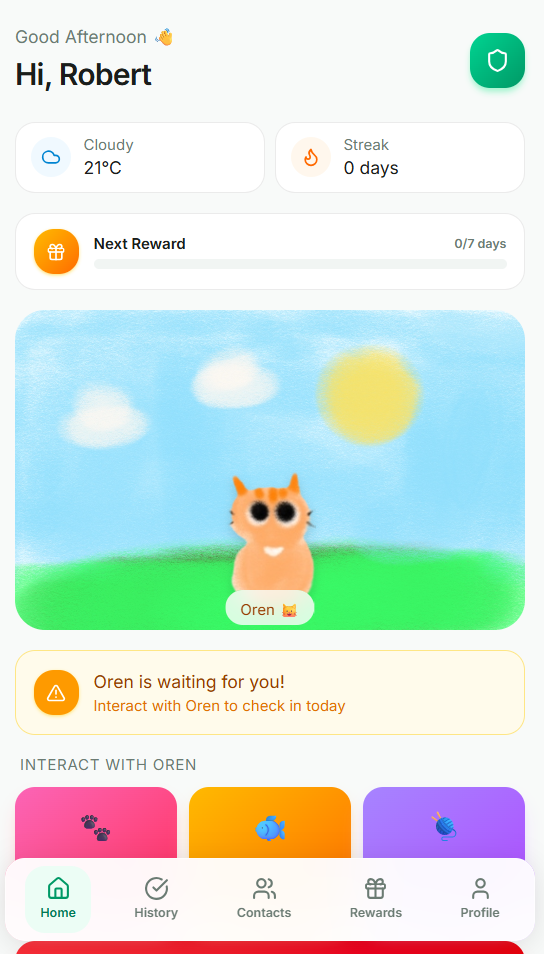 Good Afternoon 👋
Hi, Robert
Cloudy
21°C
Streak
0 days
Next Reward
0/7 days
Oren 😹
Oren is waiting for you!
Interact with Oren to check in today
INTERACT WITH OREN
Home
History
Contacts
Rewards
Profile